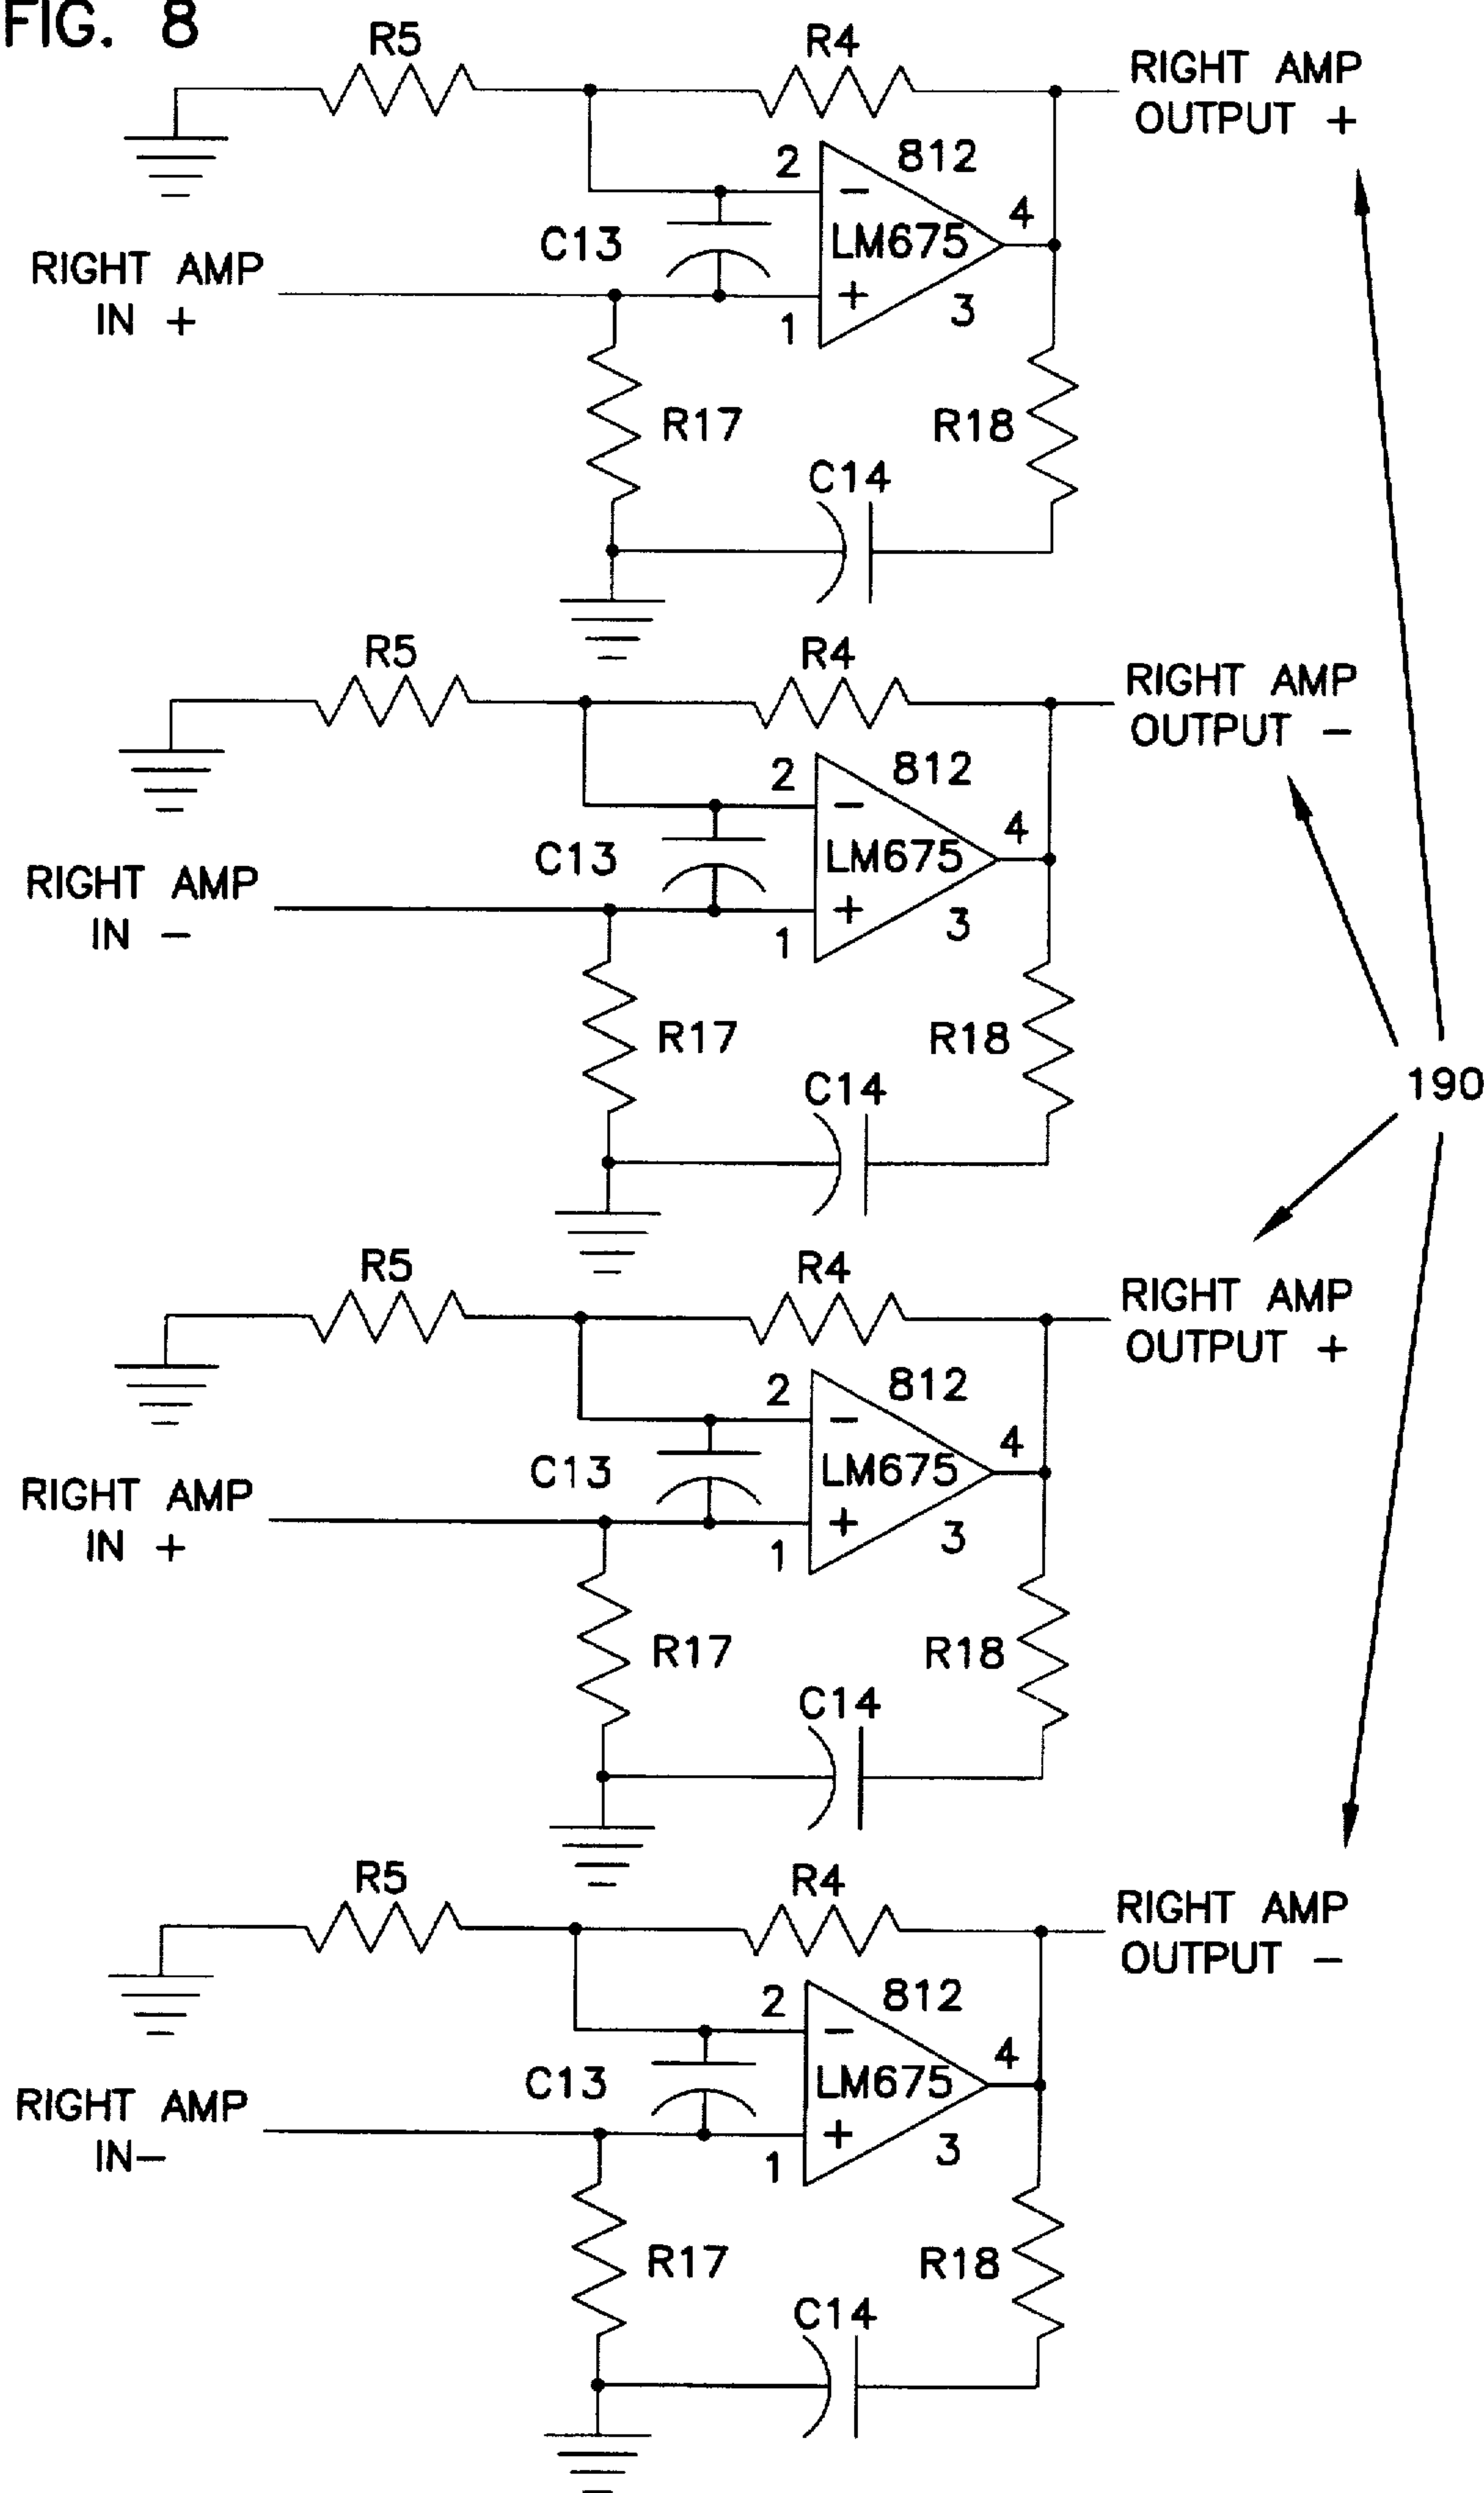 FIG. 8
R5
R4
RIGHT AMP
OUTPUT +
2
812
−
4
C13
LM675
RIGHT AMP
IN +
+
1
3
R17
R18
C14
R5
R4
RIGHT AMP
OUTPUT −
2
812
−
4
C13
LM675
RIGHT AMP
IN −
+
1
3
R17
R18
190
C14
R5
R4
RIGHT AMP
OUTPUT +
2
812
−
4
C13
LM675
RIGHT AMP
IN +
+
1
3
R17
R18
C14
R5
R4
RIGHT AMP
OUTPUT −
2
812
−
4
C13
LM675
RIGHT AMP
IN−
+
1
3
R17
R18
C14